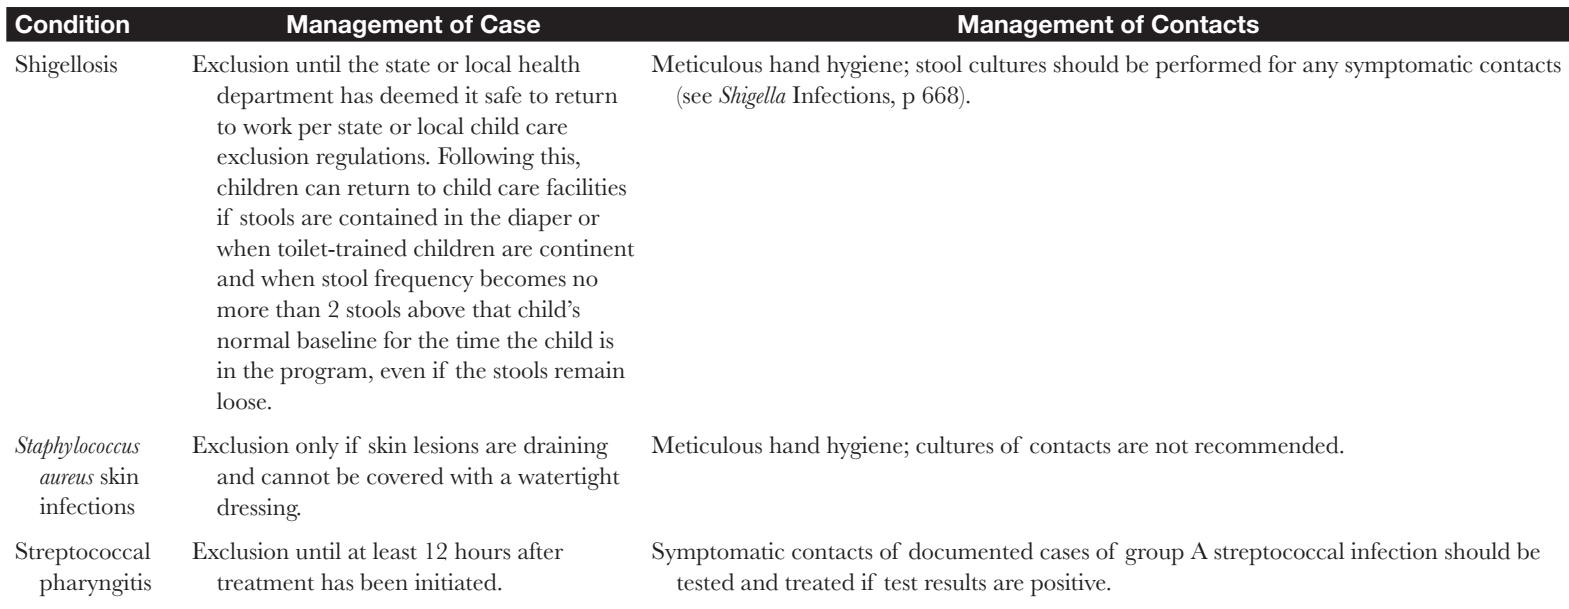 Condition Management of Case Management of Contacts
Shigellosis
Exclusion until the state or local health
department has deemed it safe to return
to work per state or local child care
exclusion regulations. Following this,
children can return to child care facilities
if stools are contained in the diaper or
when toilet-trained children are continent
and when stool frequency becomes no
more than 2 stools above that child’s
normal baseline for the time the child is
in the program, even if the stools remain
loose.
Meticulous hand hygiene; stool cultures should be performed for any symptomatic contacts
(see Shigella Infections, p 668).
Staphylococcus
aureus skin
infections
Exclusion only if skin lesions are draining
and cannot be covered with a watertight
dressing.
Meticulous hand hygiene; cultures of contacts are not recommended.
Streptococcal
pharyngitis
Exclusion until at least 12 hours after
treatment has been initiated.
Symptomatic contacts of documented cases of group A streptococcal infection should be
tested and treated if test results are positive.